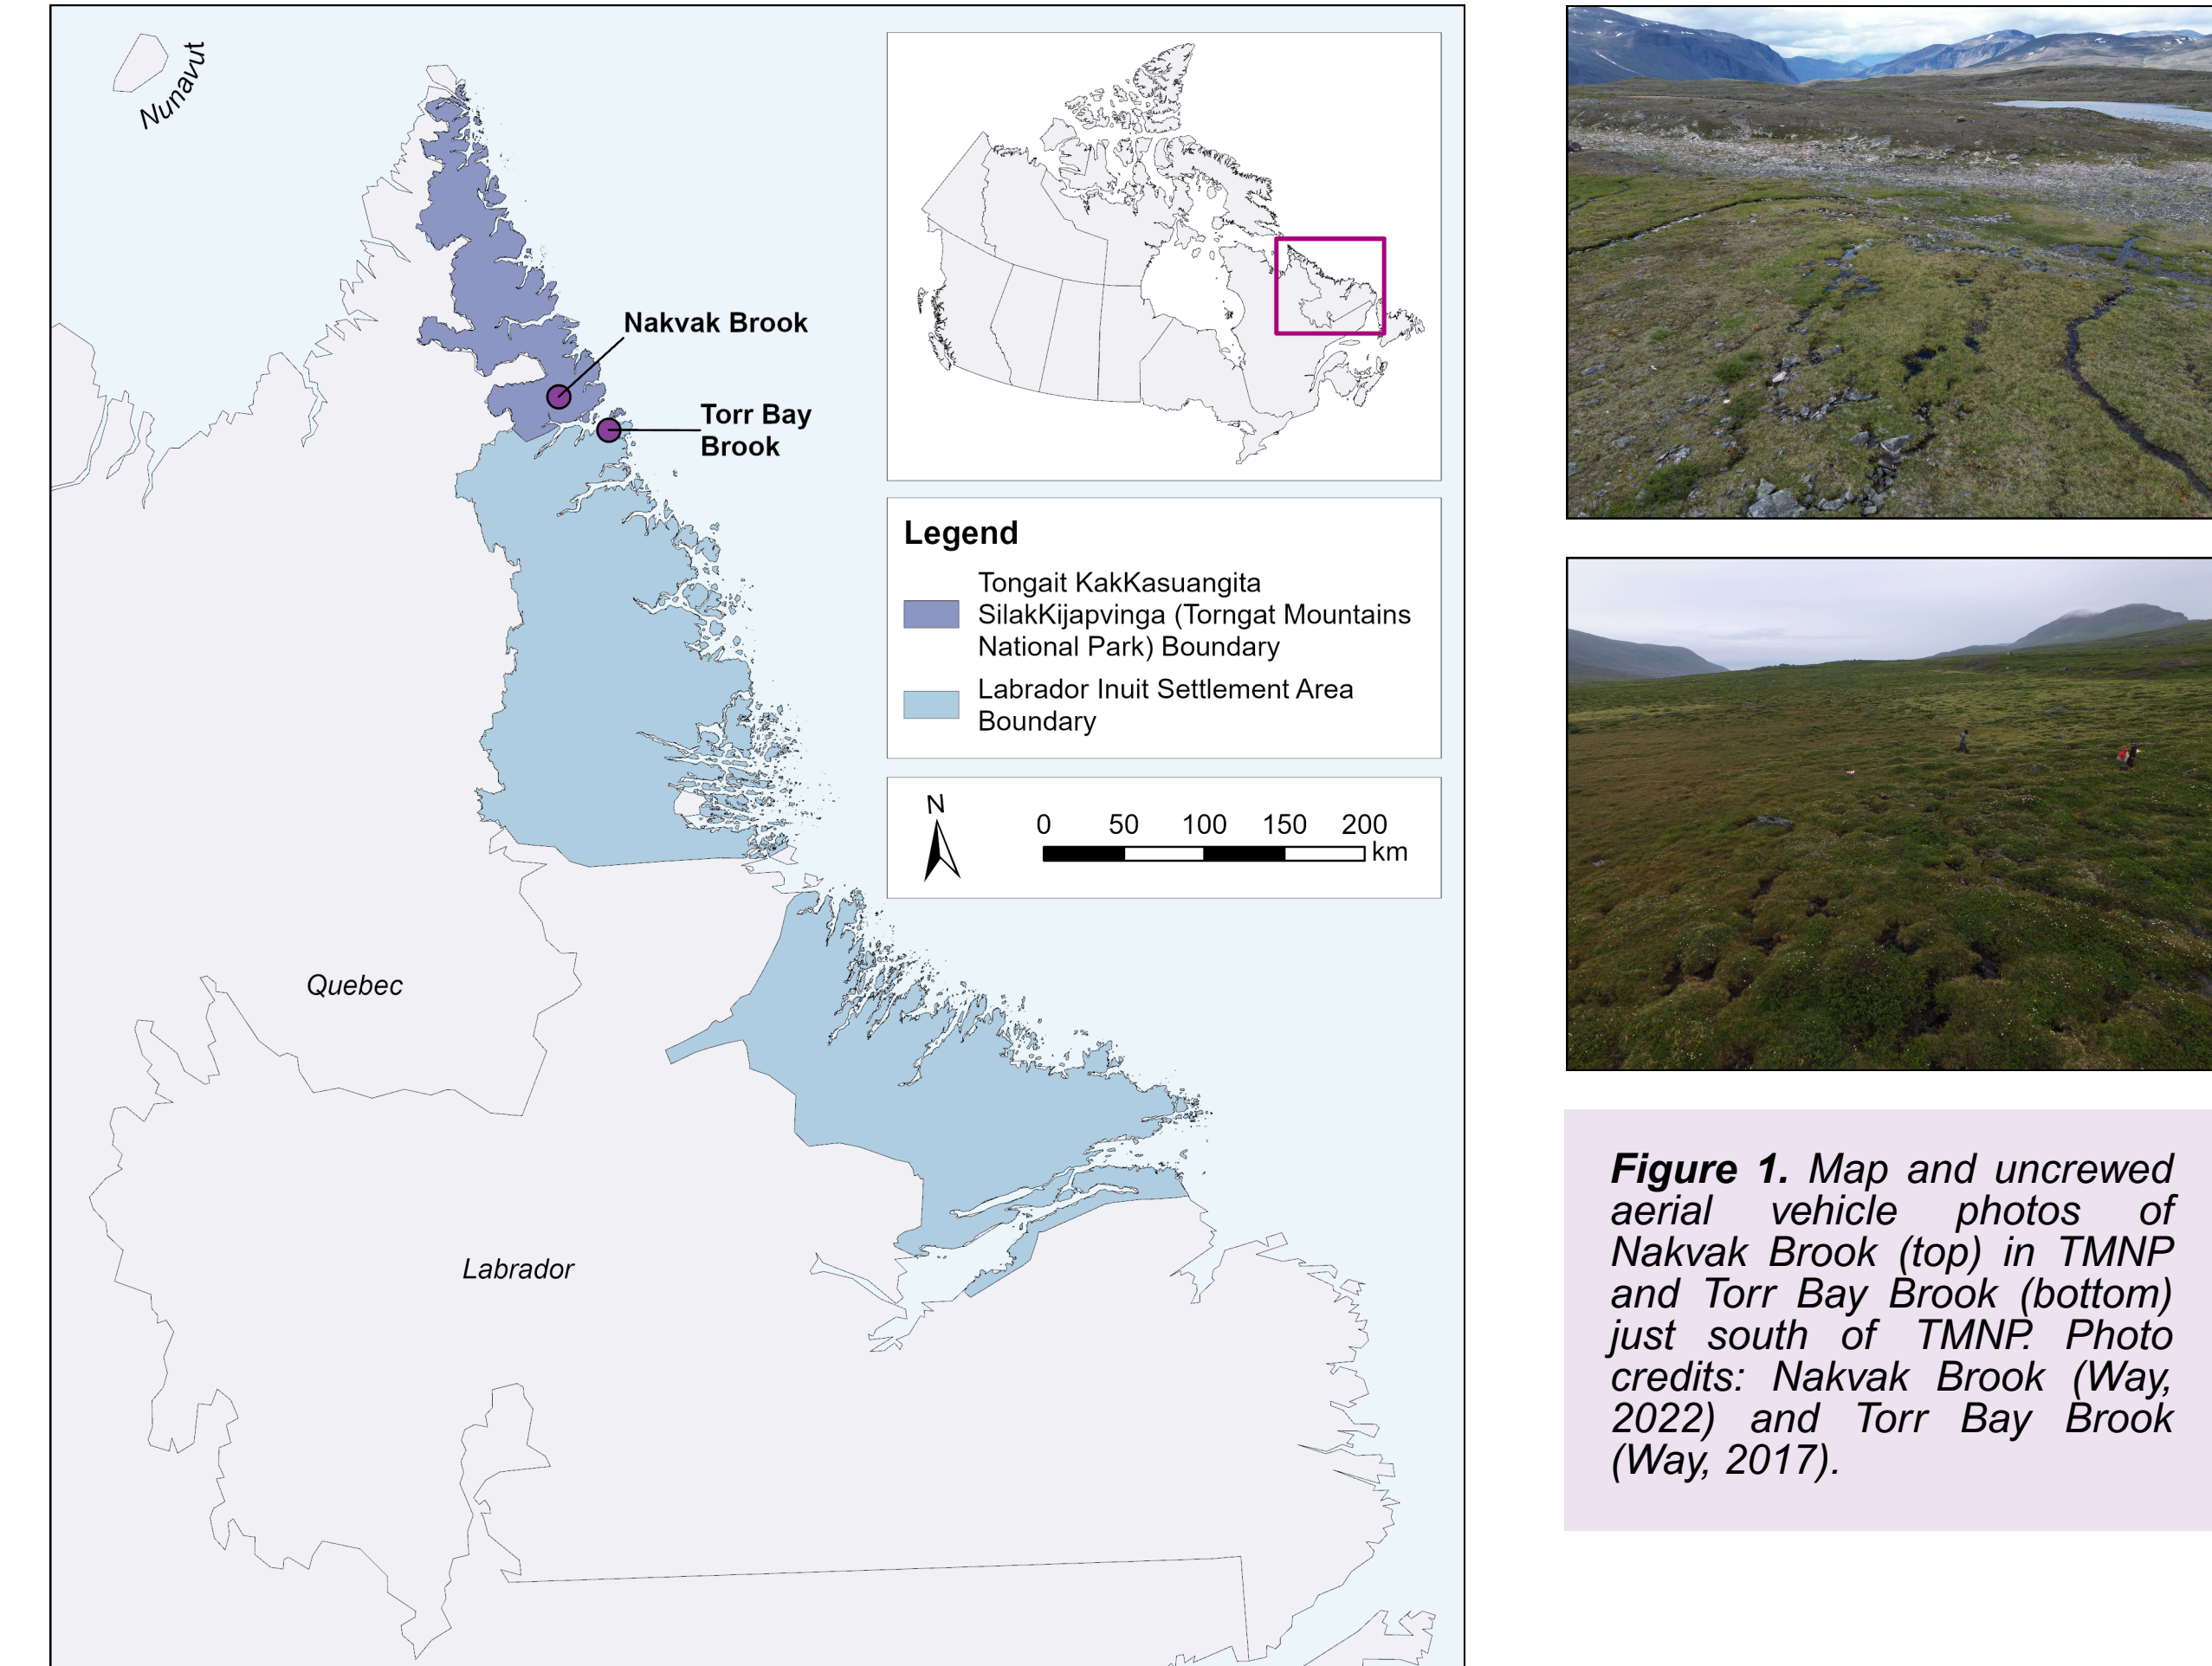 Nunavut
Nakvak Brook
Torr Bay
Brook
Legend
Tongait KakKasuangita
SilakKijapvinga (Torngat Mountains
National Park) Boundary
Labrador Inuit Settlement Area
Boundary
N
0 50 100 150 200
km
Quebec
Labrador
Figure 1. Map and uncrewed
aerial vehicle photos of
Nakvak Brook (top) in TMNP
and Torr Bay Brook (bottom)
just south of TMNP. Photo
credits: Nakvak Brook (Way,
2022) and Torr Bay Brook
(Way, 2017).